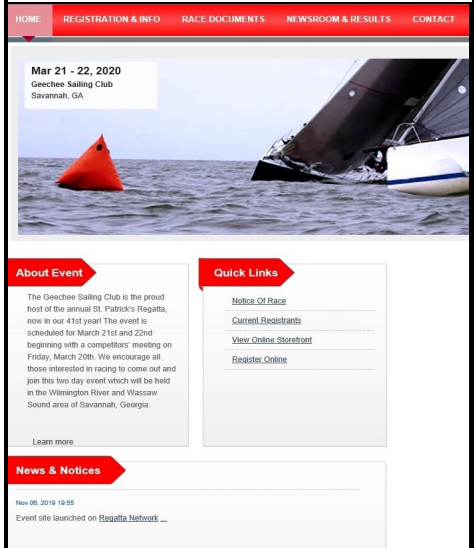 HOME REGISTRATION & INFO RACE DOCUMENTS NEWSROOM & RESULTS CONTACT
Mar 21 - 22, 2020
Geechee Sailing Club
Savannah, GA
About Event
The Geechee Sailing Club is the proud
host of the annual St. Patrick's Regatta,
now in our 41st year! The event is
scheduled for March 21st and 22nd
beginning with a competitors' meeting on
Friday, March 20th. We encourage all
those interested in racing to come out and
join this two day event which will be held
in the Wilmington River and Wassaw
Sound area of Savannah, Georgia.
Learn more
Quick Links
Notice Of Race
Current Registrants
View Online Storefront
Register Online
News & Notices
Nov 06, 2019 19:55
Event site launched on Regatta Network ...